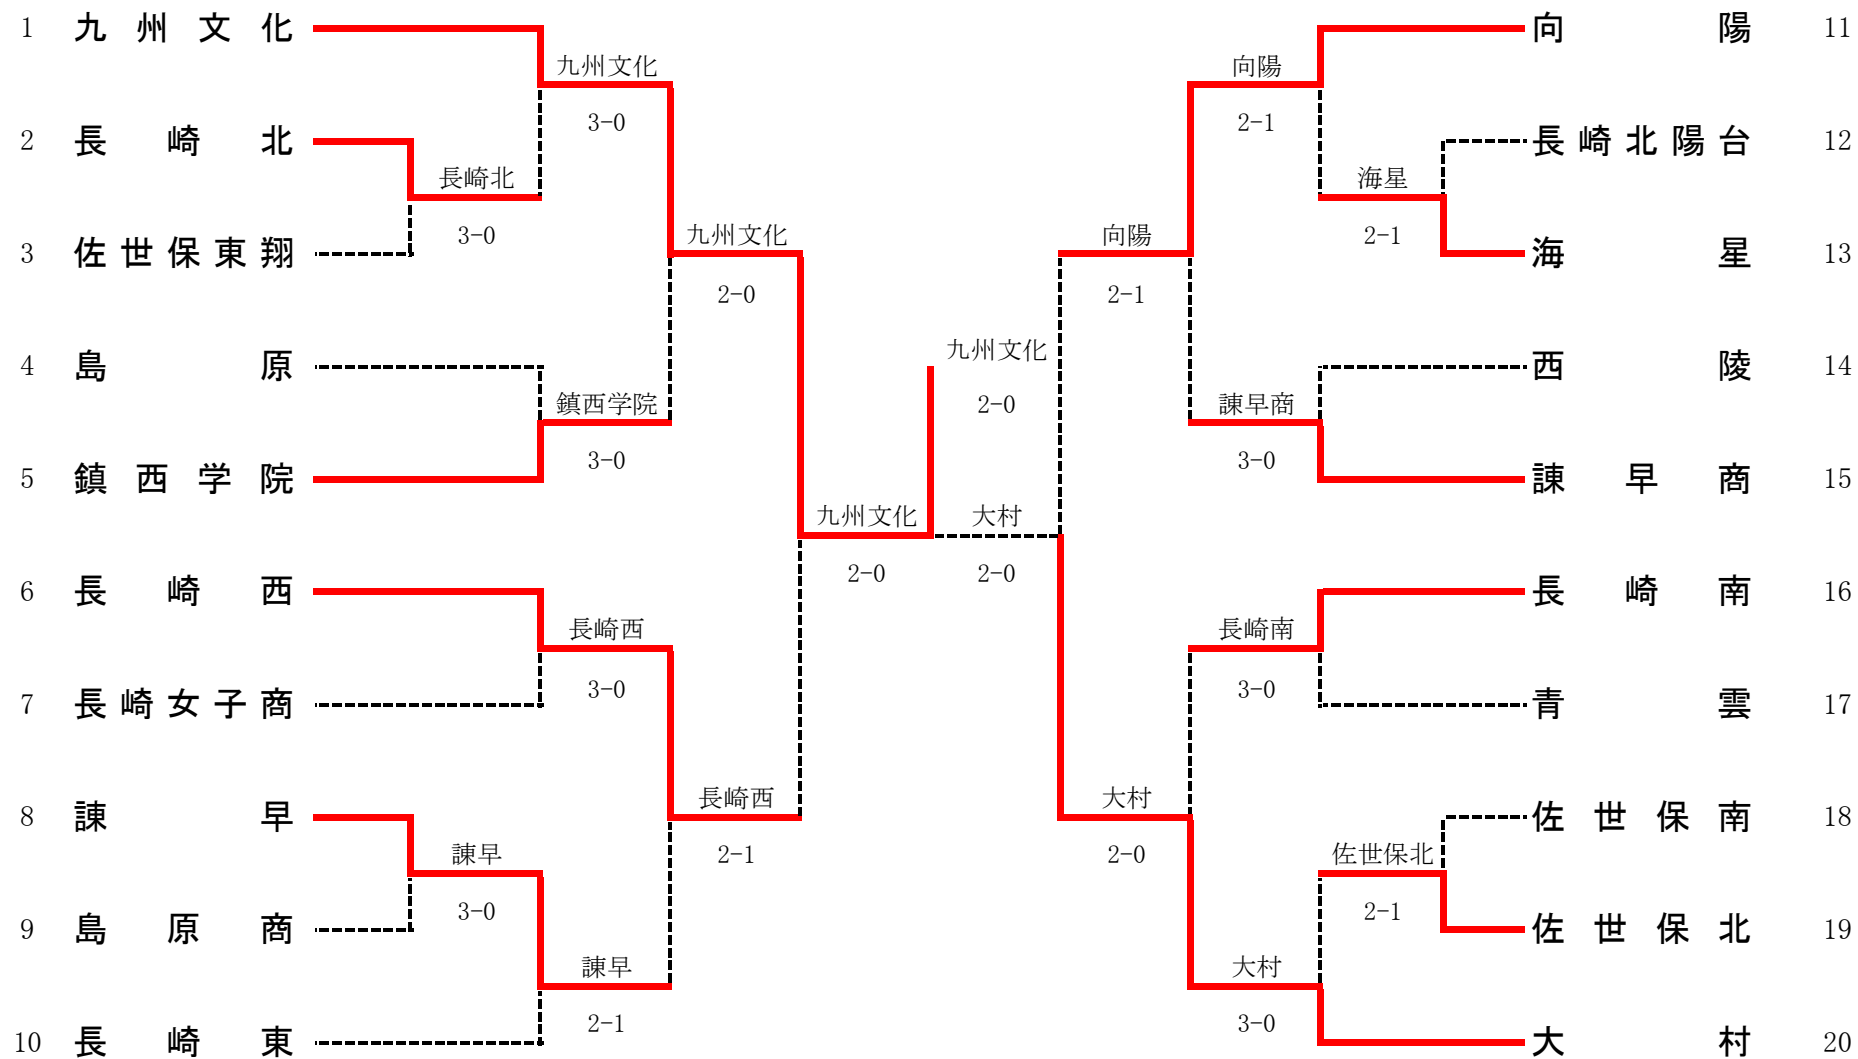 1 九州文化 向陽 11
九州文化 向陽
3-0 2-1
2 長崎北 長崎北陽台 12
長崎北 海星
3-0 2-1
3 佐世保東翔 九州文化 向陽 海星 13
2-0 2-1
4 島原 九州文化 西陵 14
鎮西学院 2-0 諫早商
3-0 3-0
5 鎮西学院 諫早商 15
九州文化 大村
2-0 2-0
6 長崎西 長崎南 16
長崎西 長崎南
3-0 3-0
7 長崎女子商 青雲 17
長崎西 大村
8 諫早 佐世保南 18
諫早 2-1 2-0 佐世保北
3-0 2-1
9 島原商 佐世保北 19
諫早 大村
2-1 3-0
10 長崎東 大村 20